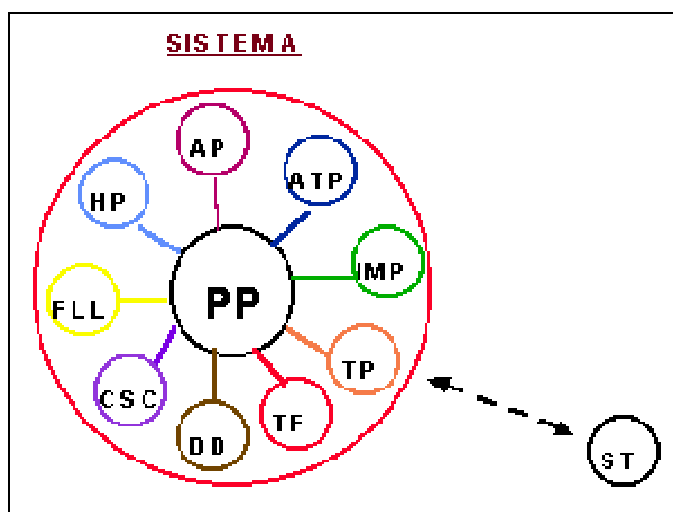 SISTEMA
AP
ATP
HP
IMP
PP
FLL
TP
CSC
TF
DD
ST